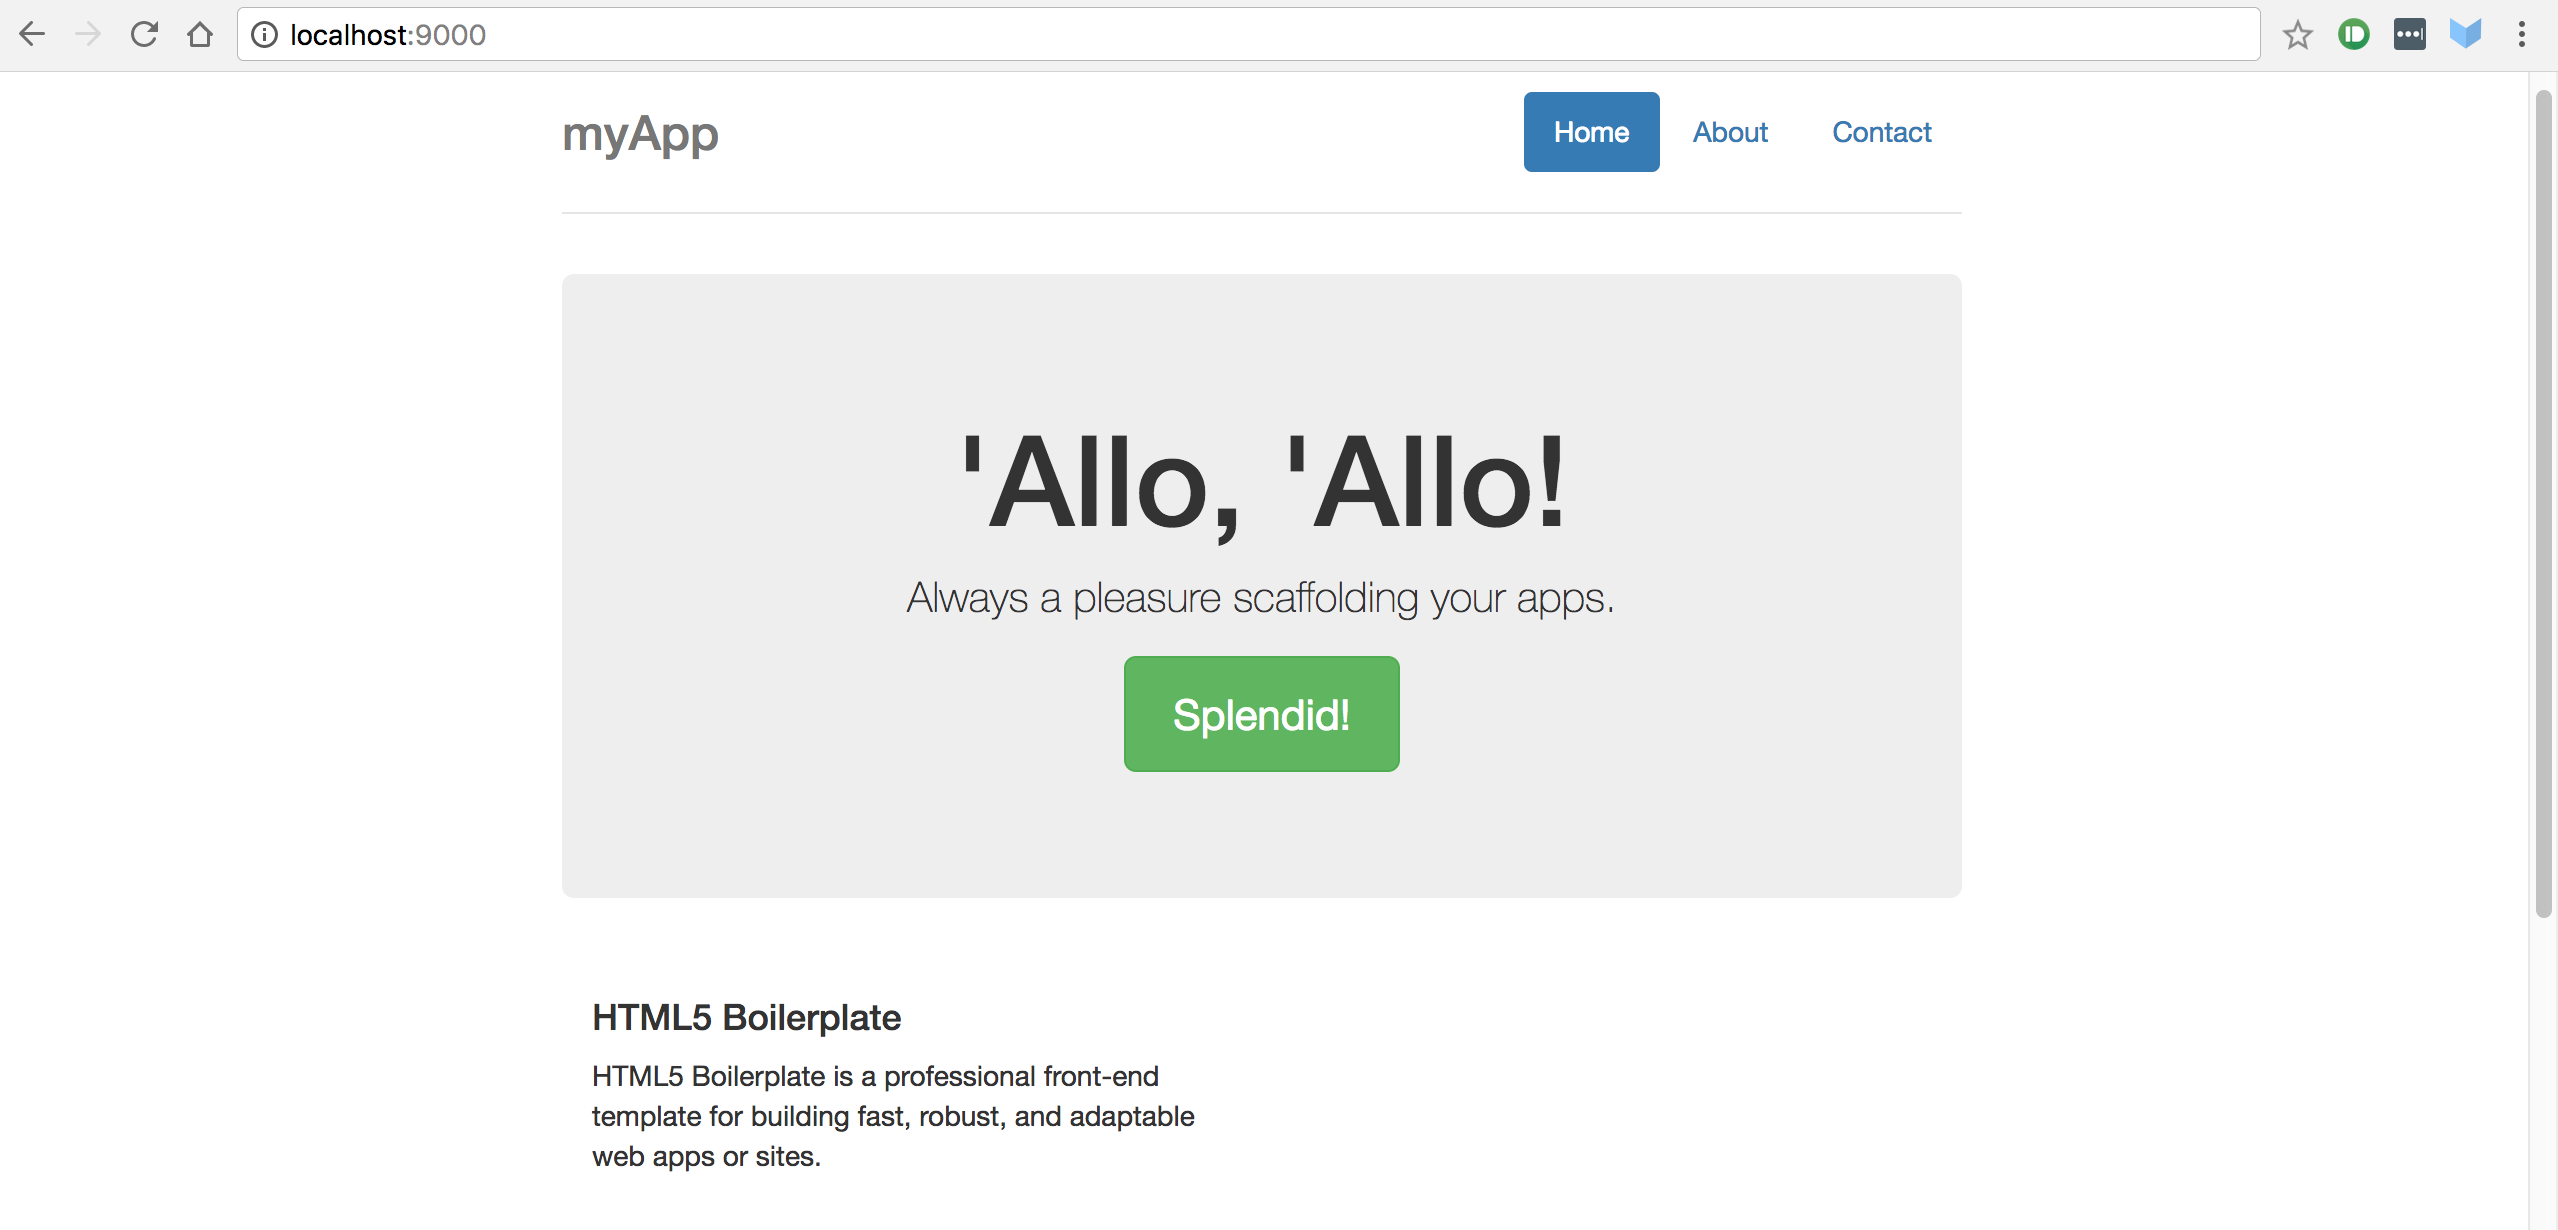 localhost:9000
myApp
Home About Contact
'Allo, 'Allo!
Always a pleasure scaffolding your apps.
Splendid!
HTML5 Boilerplate
HTML5 Boilerplate is a professional front-end
template for building fast, robust, and adaptable
web apps or sites.